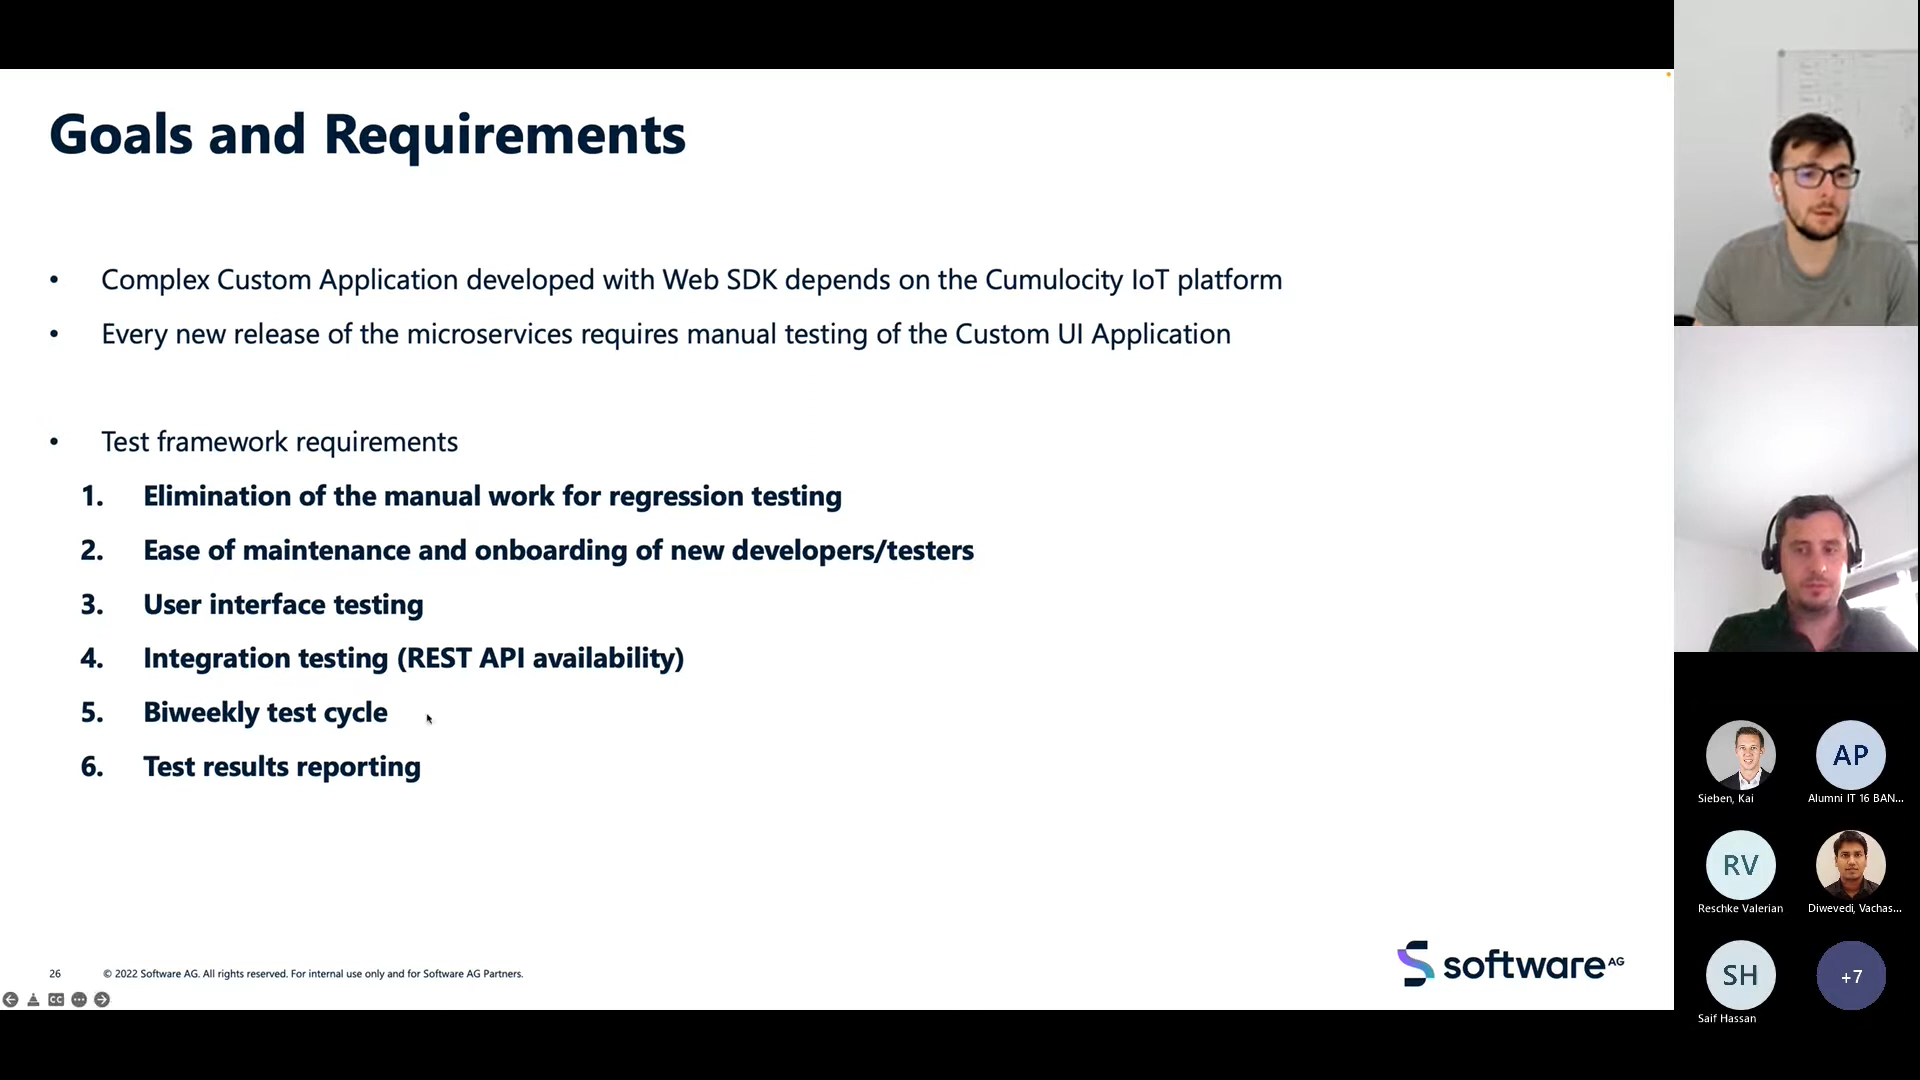 Goals and Requirements
• Complex Custom Application developed with Web SDK depends on the Cumulocity IoT platform
• Every new release of the microservices requires manual testing of the Custom UI Application
• Test framework requirements
1. Elimination of the manual work for regression testing
2. Ease of maintenance and onboarding of new developers/testers
3. User interface testing
4. Integration testing (REST API availability)
5. Biweekly test cycle
6. Test results reporting
26 © 2022 Software AG. All rights reserved. For internal use only and for Software AG Partners.
software AG
CC
AP
Sieben, Kai
Alumni IT 16 BAN...
RV
Reschke Valerian
Diwevedi, Vachas...
SH
+7
Saif Hassan